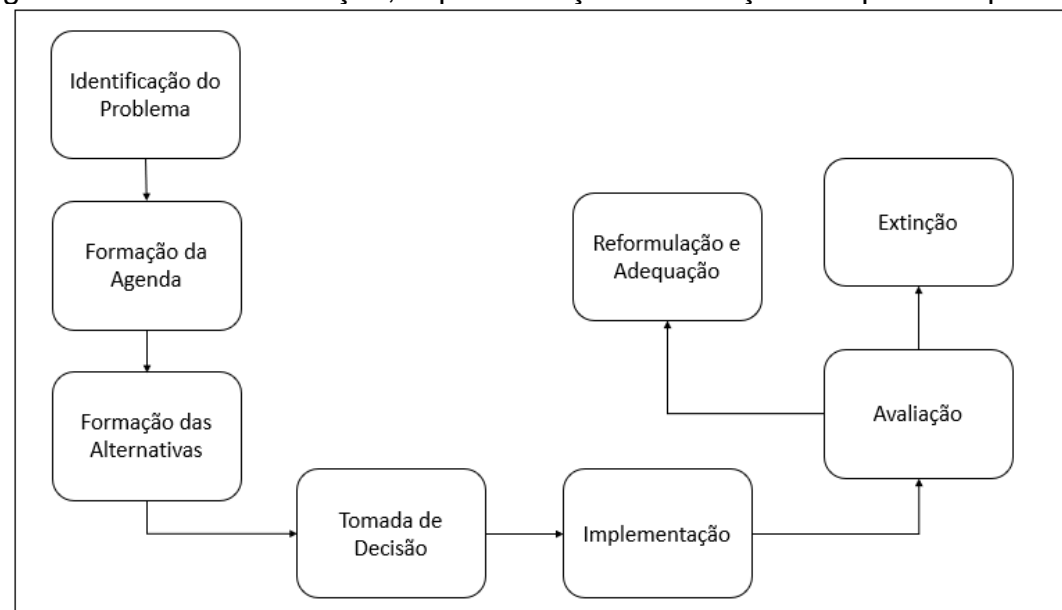 Identificação do
Problema
Formação da
Agenda
Formação das
Alternativas
Tomada de
Decisão
Implementação
Avaliação
Reformulação e
Adequação
Extinção